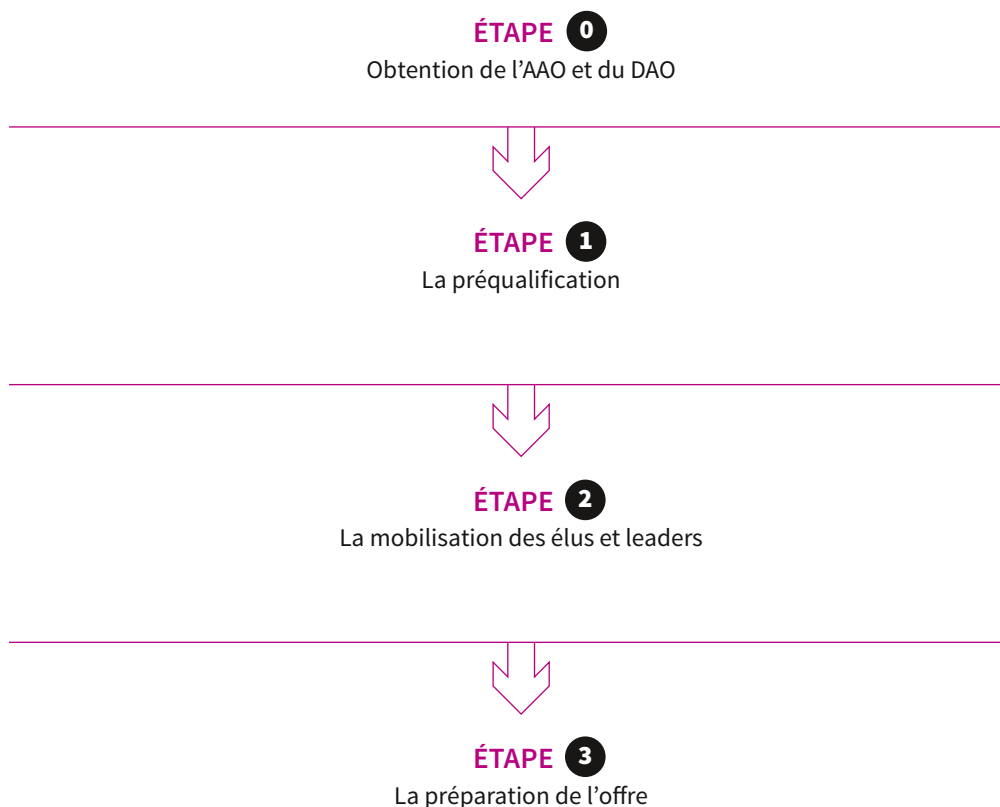 ÉTAPE 0
Obtention de l’AAO et du DAO
ÉTAPE 1
La préqualification
ÉTAPE 2
La mobilisation des élus et leaders
ÉTAPE 3
La préparation de l’offre